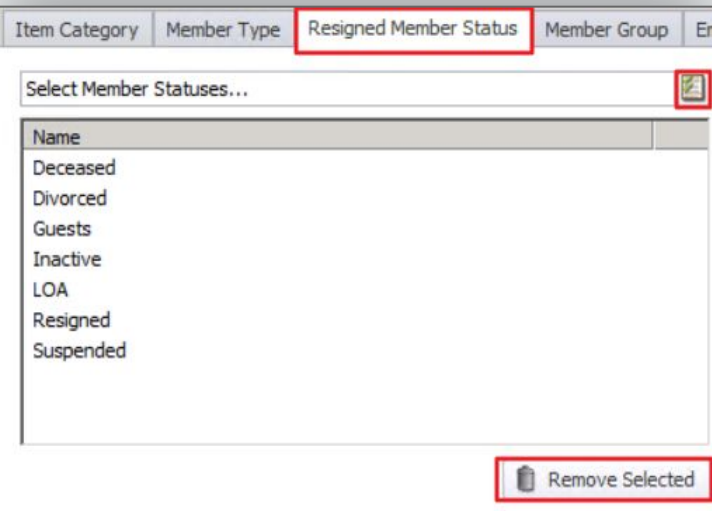 Item Category Member Type Resigned Member Status Member Group
Select Member Statuses...
Name
Deceased
Divorced
Guests
Inactive
LOA
Resigned
Suspended
Remove Selected